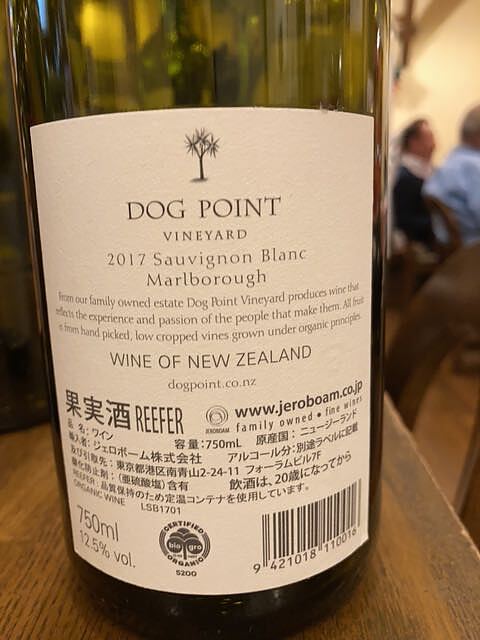 DOG POINT
VINEYARD
2017 Sauvignon Blanc
Marlborough
From our family owned estate Dog Point Vineyard produces wine that
reflects the experience and passion of the people that make them. All fruit
is from hand picked, low cropped vines grown under organic principles.
WINE OF NEW ZEALAND
dogpoint.co.nz
果実酒 REEFER
JEROBOAM
www.jeroboam.co.jp
family owned • fine wines
品名：ワイン
容量：750mL
原産国：ニュージーランド
輸入者：ジェロボーム株式会社
アルコール分：別途ラベルに記載
及び引取先：東京都港区南青山2-24-11 フォーラムビル7F
酸化防止剤：（亜硫酸塩）含有
飲酒は、20歳になってから
REEFER：品質保持のため定温コンテナを使用しています。
ORGANIC WINE
LSB1701
750ml
12.5% vol.
CERTIFIED
bio gro
ORGANIC
5200
9 421018 110016